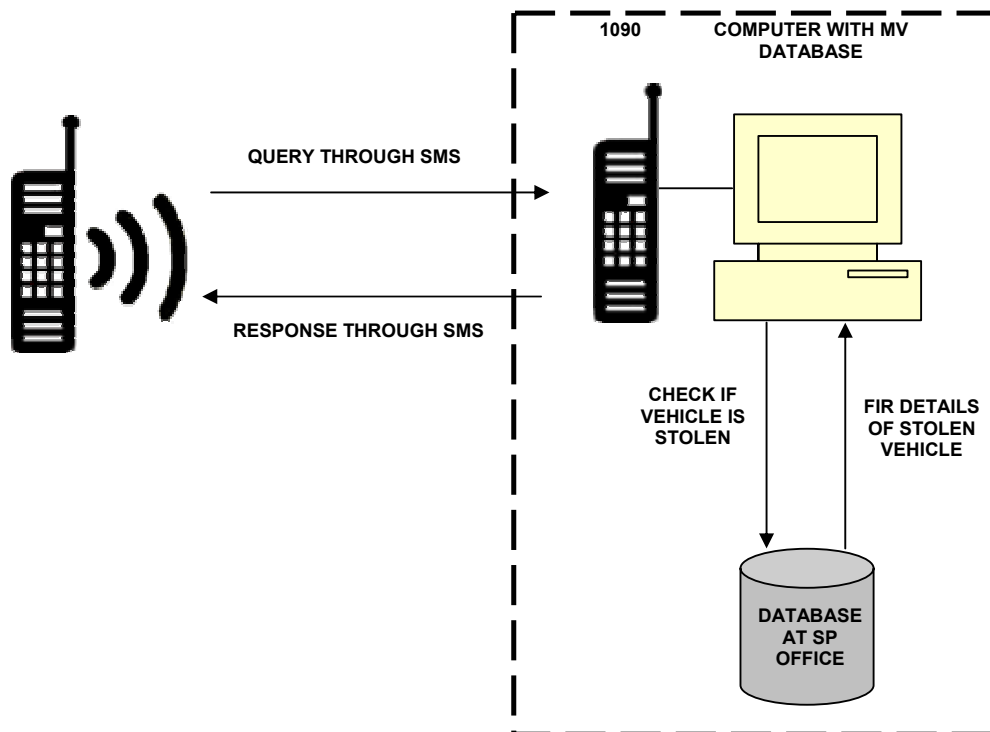 1090
COMPUTER WITH MV
DATABASE
QUERY THROUGH SMS
RESPONSE THROUGH SMS
CHECK IF
VEHICLE IS
STOLEN
FIR DETAILS
OF STOLEN
VEHICLE
DATABASE
AT SP
OFFICE